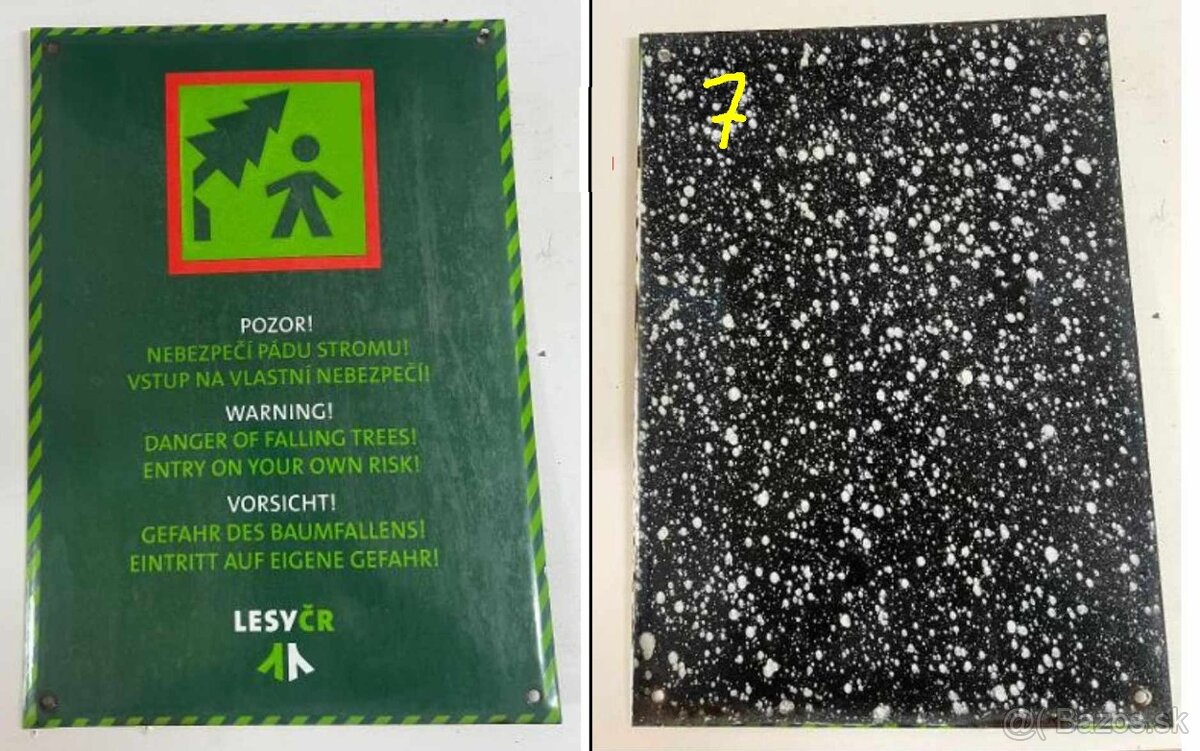 POZOR!
NEBEZPEČÍ PÁDU STROMU!
VSTUP NA VLASTNÍ NEBEZPEČÍ!
WARNING!
DANGER OF FALLING TREES!
ENTRY ON YOUR OWN RISK!
VORSICHT!
GEFAHR DES BAUMFALLENS!
EINTRITT AUF EIGENE GEFAHR!
LESYČR
7
@( Bazos.sk